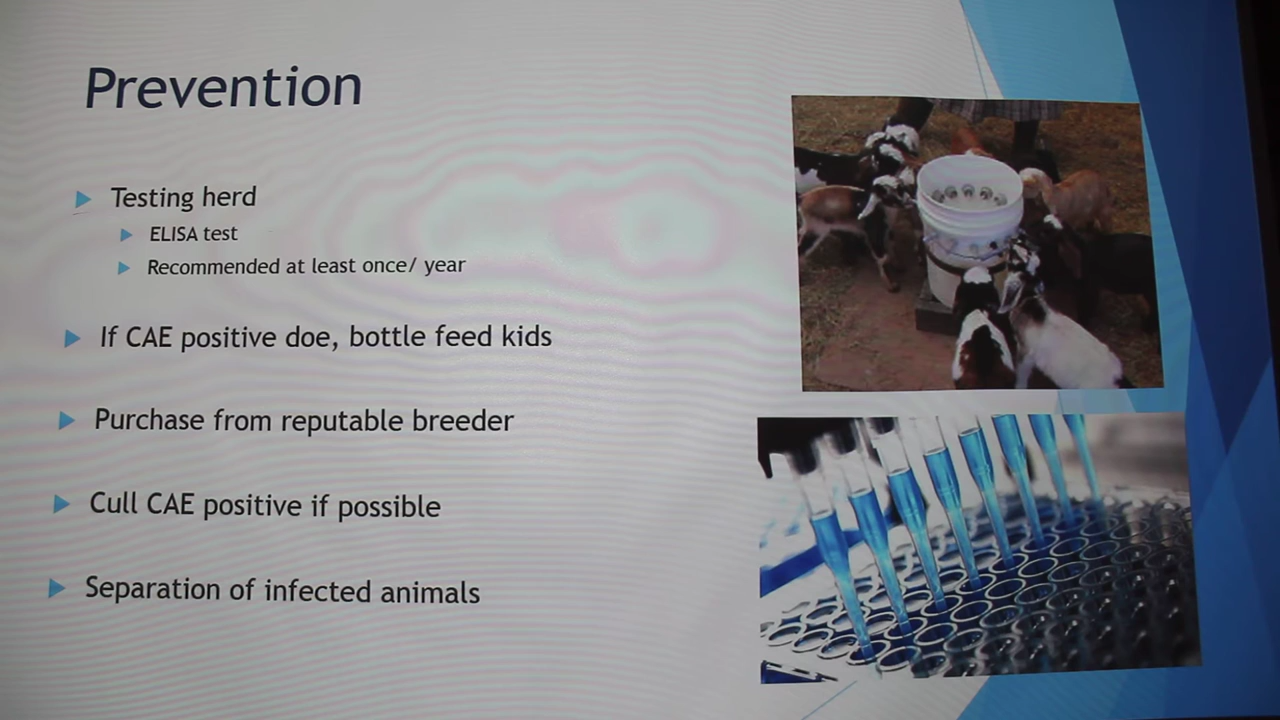 Prevention
Testing herd
ELISA test
Recommended at least once/ year
If CAE positive doe, bottle feed kids
Purchase from reputable breeder
Cull CAE positive if possible
Separation of infected animals